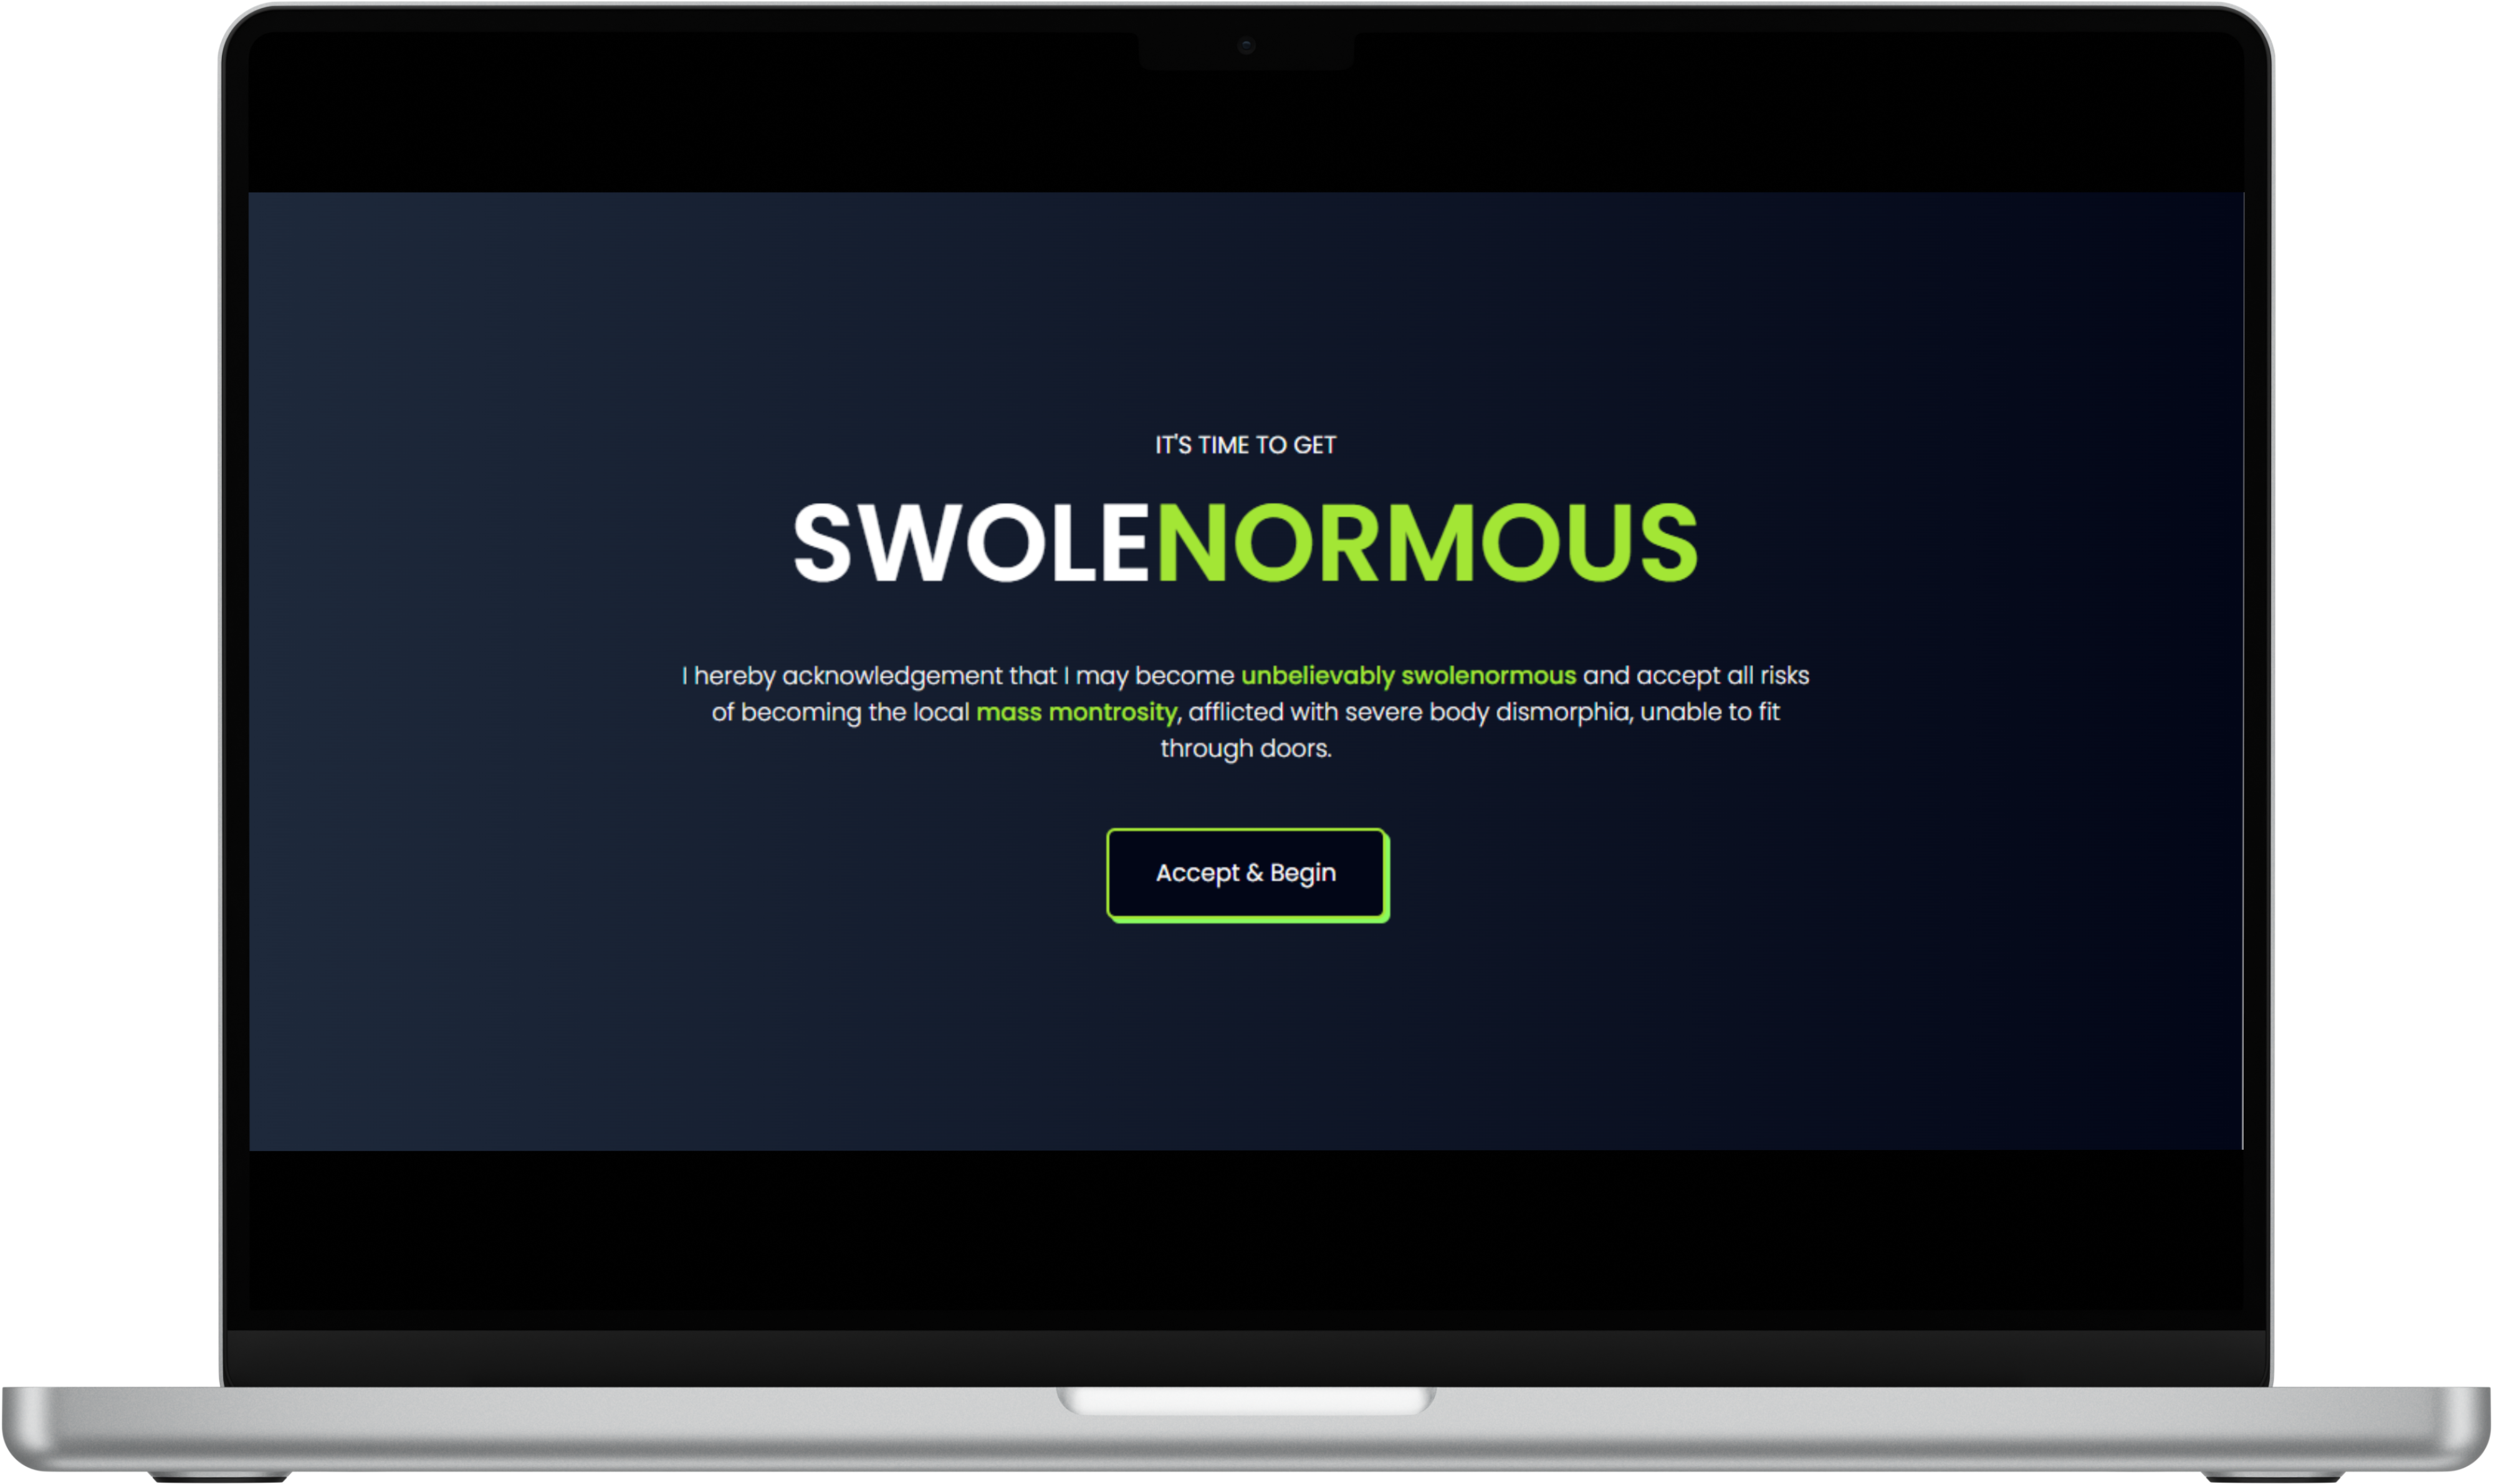 IT'S TIME TO GET
SWOLENORMOUS
I hereby acknowledgement that I may become unbelievably swolenormous and accept all risks
of becoming the local mass montrosity, afflicted with severe body dismorphia, unable to fit
through doors.
Accept & Begin